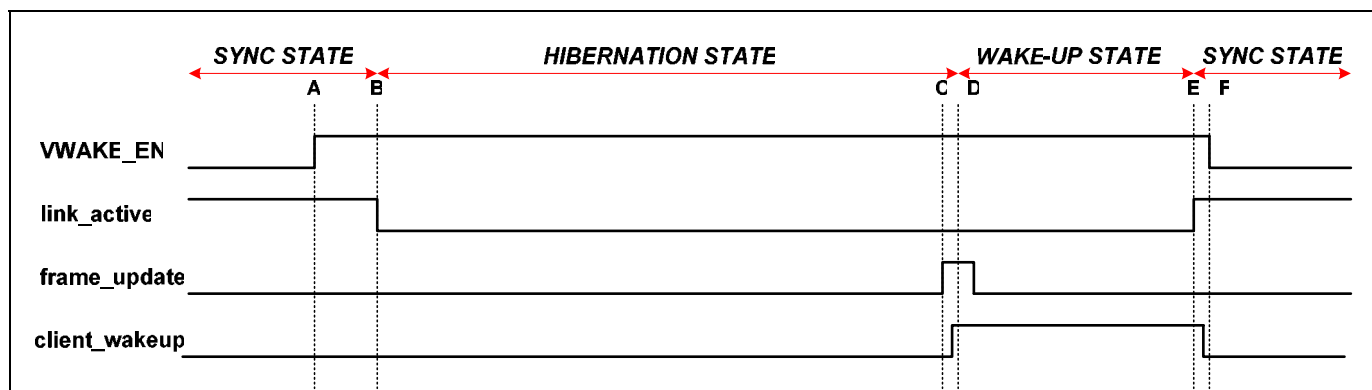 SYNC STATE HIBERNATION STATE WAKE-UP STATE SYNC STATE
A B C D E F
VWAKE_EN
link_active
frame_update
client_wakeup